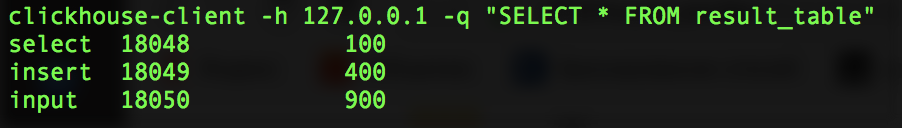 clickhouse-client -h 127.0.0.1 -q "SELECT * FROM result_table"
select 18048 100
insert 18049 400
input 18050 900